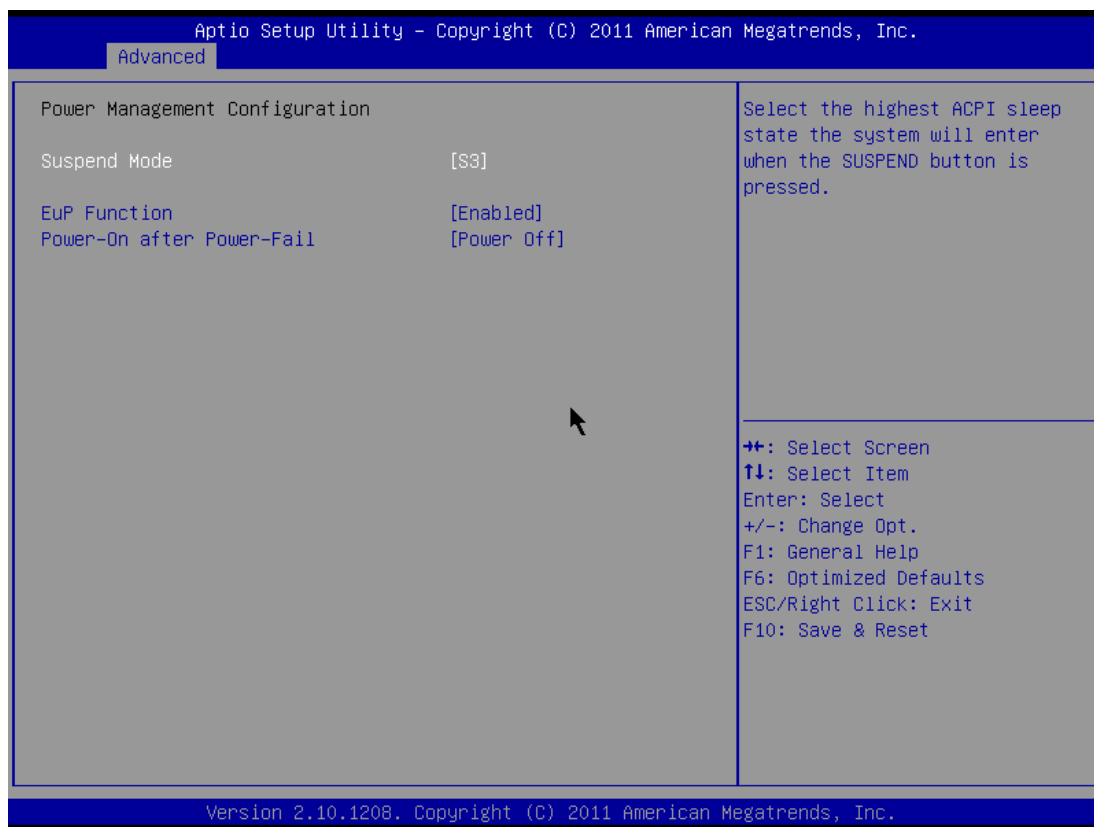 Aptio Setup Utility – Copyright (C) 2011 American Megatrends, Inc.
Advanced
Power Management Configuration
Suspend Mode [S3]
EuP Function [Enabled]
Power-On after Power-Fail [Power Off]
Select the highest ACPI sleep
state the system will enter
when the SUSPEND button is
pressed.
→←: Select Screen
↑↓: Select Item
Enter: Select
+/-: Change Opt.
F1: General Help
F6: Optimized Defaults
ESC/Right Click: Exit
F10: Save & Reset
Version 2.10.1208. Copyright (C) 2011 American Megatrends, Inc.